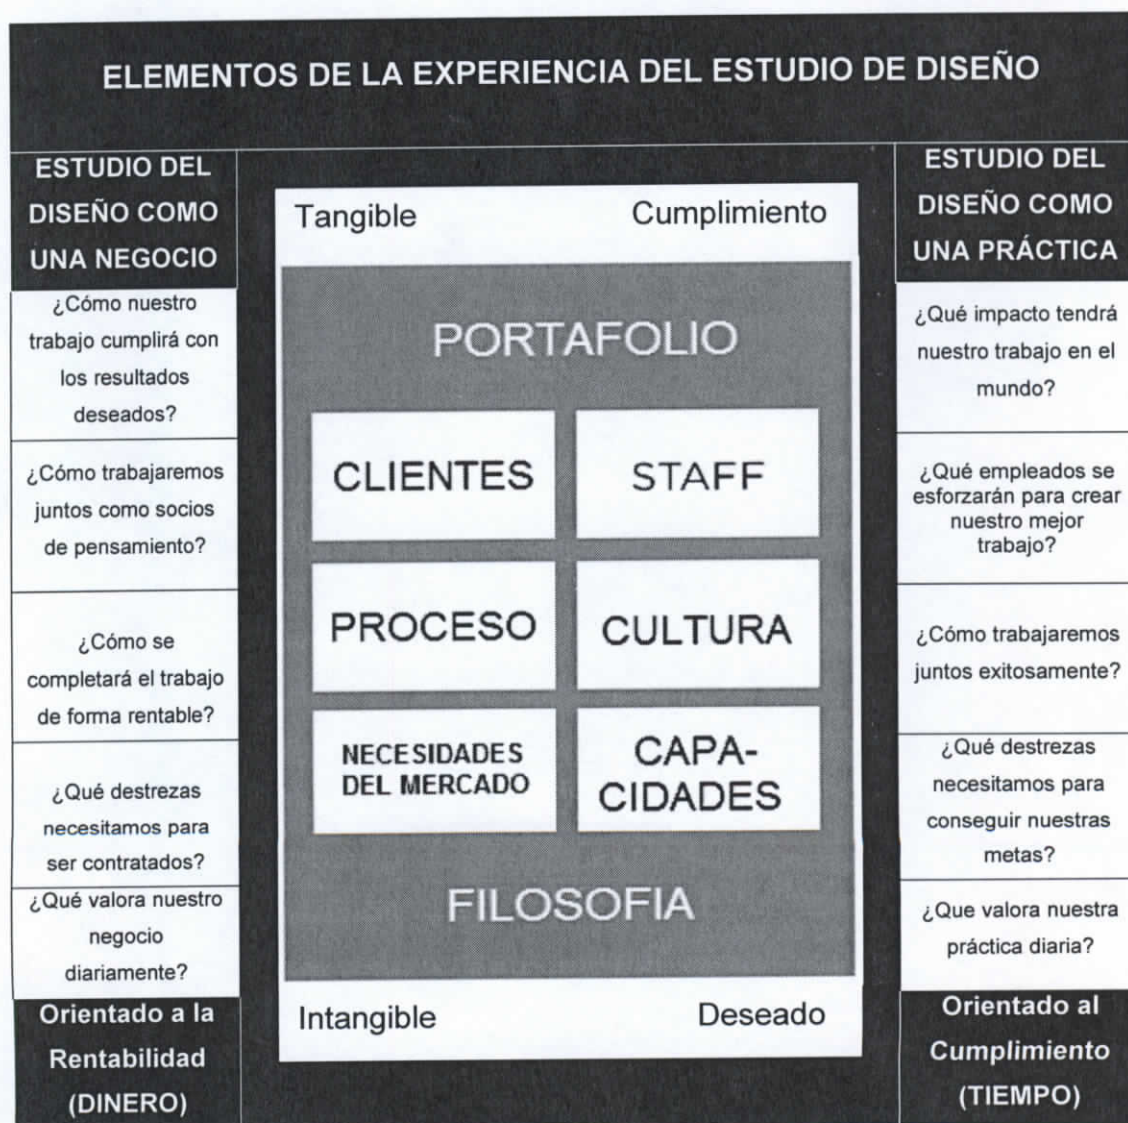 ELEMENTOS DE LA EXPERIENCIA DEL ESTUDIO DE DISEÑO
ESTUDIO DEL
DISEÑO COMO
UNA NEGOCIO
¿Cómo nuestro
trabajo cumplirá con
los resultados
deseados?
¿Cómo trabajaremos
juntos como socios
de pensamiento?
¿Cómo se
completará el trabajo
de forma rentable?
¿Qué destrezas
necesitamos para
ser contratados?
¿Qué valora nuestro
negocio
diariamente?
Orientado a la
Rentabilidad
(DINERO)
Tangible Cumplimiento
PORTAFOLIO
CLIENTES STAFF
PROCESO CULTURA
NECESIDADES
DEL MERCADO
CAPA-
CIDADES
FILOSOFIA
Intangible Deseado
ESTUDIO DEL
DISEÑO COMO
UNA PRÁCTICA
¿Qué impacto tendrá
nuestro trabajo en el
mundo?
¿Qué empleados se
esforzarán para crear
nuestro mejor
trabajo?
¿Cómo trabajaremos
juntos exitosamente?
¿Qué destrezas
necesitamos para
conseguir nuestras
metas?
¿Que valora nuestra
práctica diaria?
Orientado al
Cumplimiento
(TIEMPO)